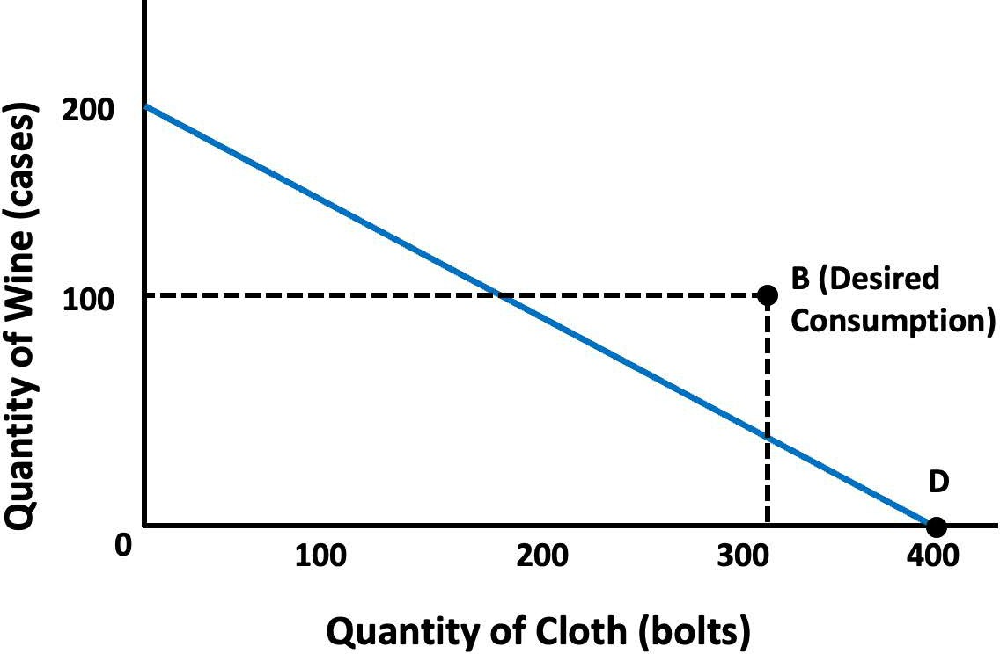 Quantity of Wine (cases)
200
100
B (Desired
Consumption)
D
0
100
200
300
400
Quantity of Cloth (bolts)